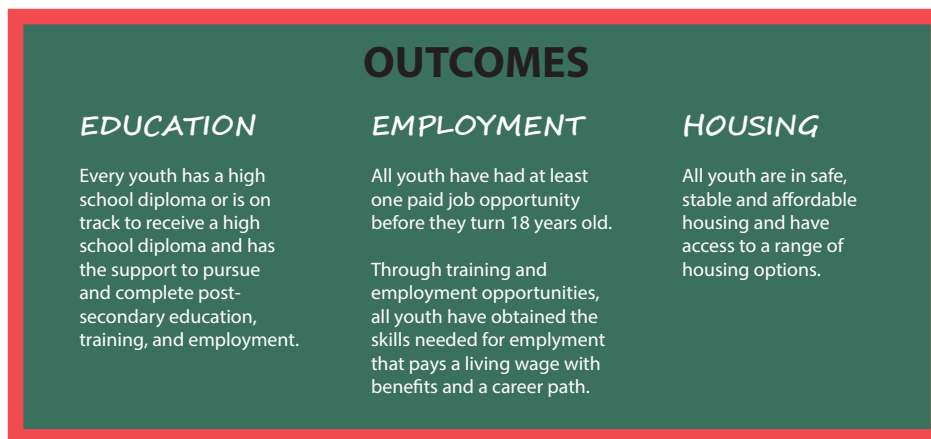 OUTCOMES
EDUCATION
Every youth has a high
school diploma or is on
track to receive a high
school diploma and has
the support to pursue
and complete post-
secondary education,
training, and employment.
EMPLOYMENT
All youth have had at least
one paid job opportunity
before they turn 18 years old.
Through training and
employment opportunities,
all youth have obtained the
skills needed for emplyment
that pays a living wage with
benefits and a career path.
HOUSING
All youth are in safe,
stable and affordable
housing and have
access to a range of
housing options.